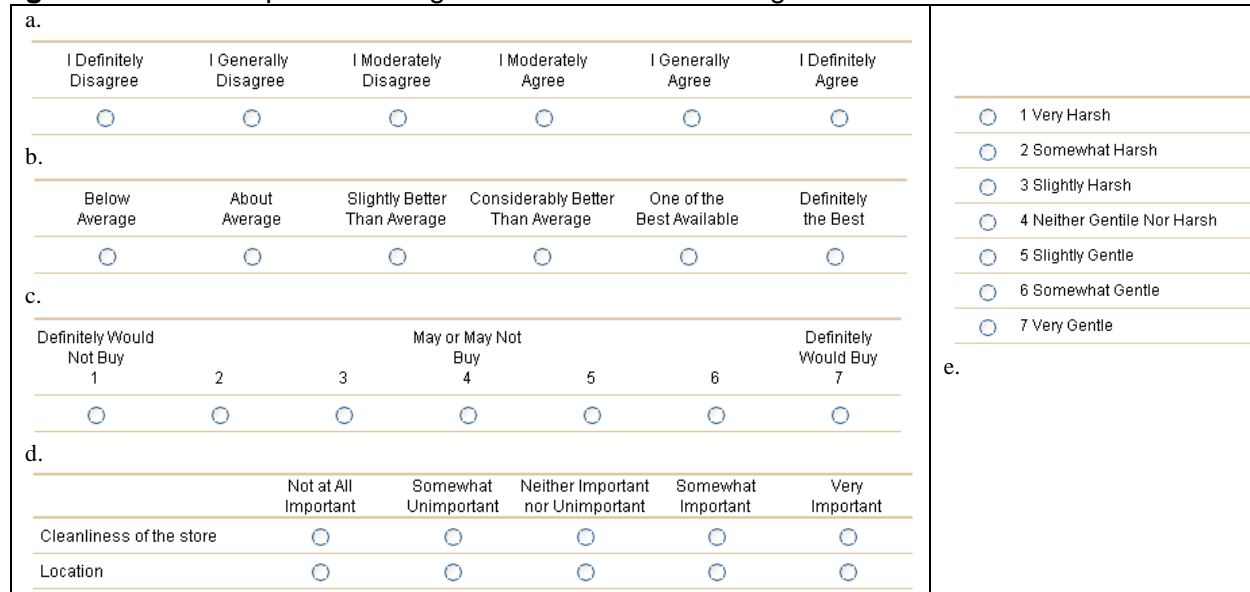 a.
I Definitely Disagree I Generally Disagree I Moderately Disagree I Moderately Agree I Generally Agree I Definitely Agree
b.
Below Average About Average Slightly Better Than Average Considerably Better Than Average One of the Best Available Definitely the Best
c.
Definitely Would Not Buy May or May Not Buy Definitely Would Buy
1 2 3 4 5 6 7
d.
Not at All Important Somewhat Unimportant Neither Important nor Unimportant Somewhat Important Very Important
Cleanliness of the store
Location
1 Very Harsh
2 Somewhat Harsh
3 Slightly Harsh
4 Neither Gentile Nor Harsh
5 Slightly Gentle
6 Somewhat Gentle
7 Very Gentle
e.